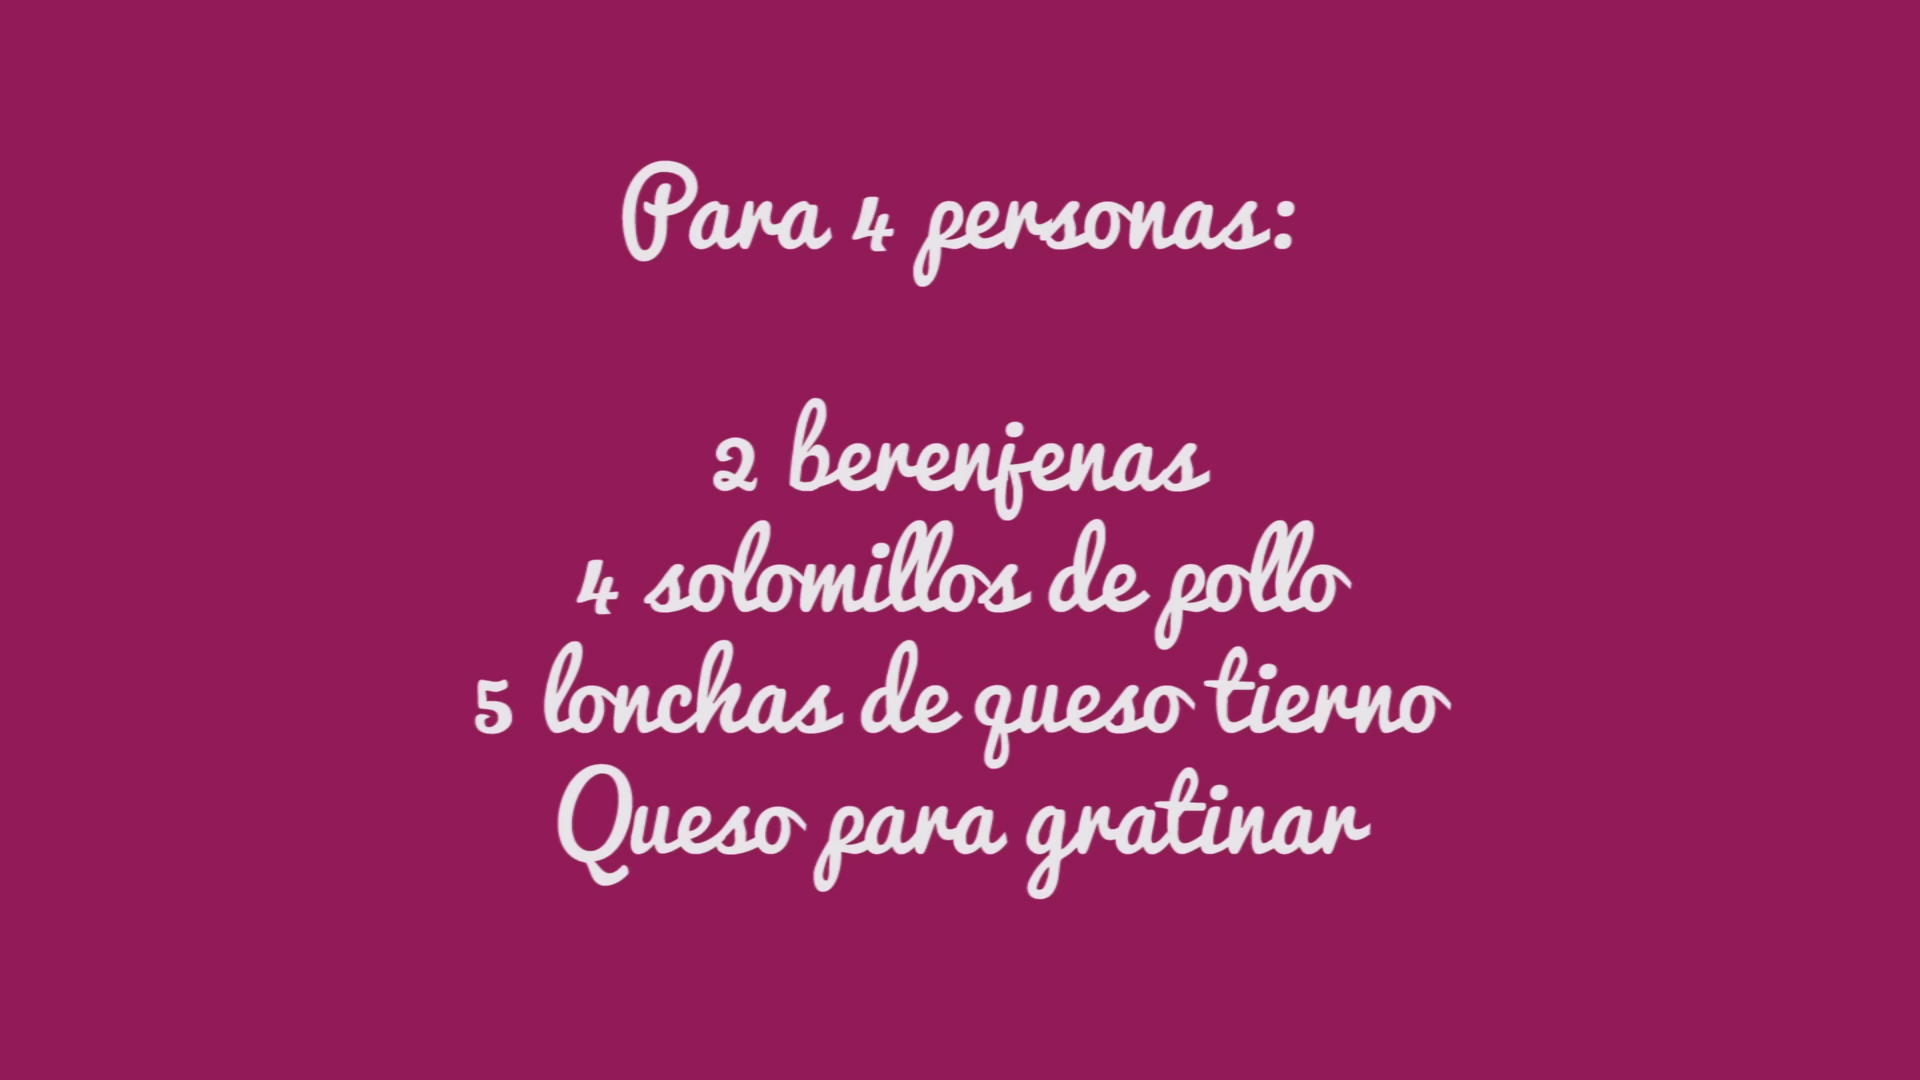 Para 4 personas:
2 berenjenas
4 solomillos de pollo
5 lonchas de queso tierno
Queso para gratinar